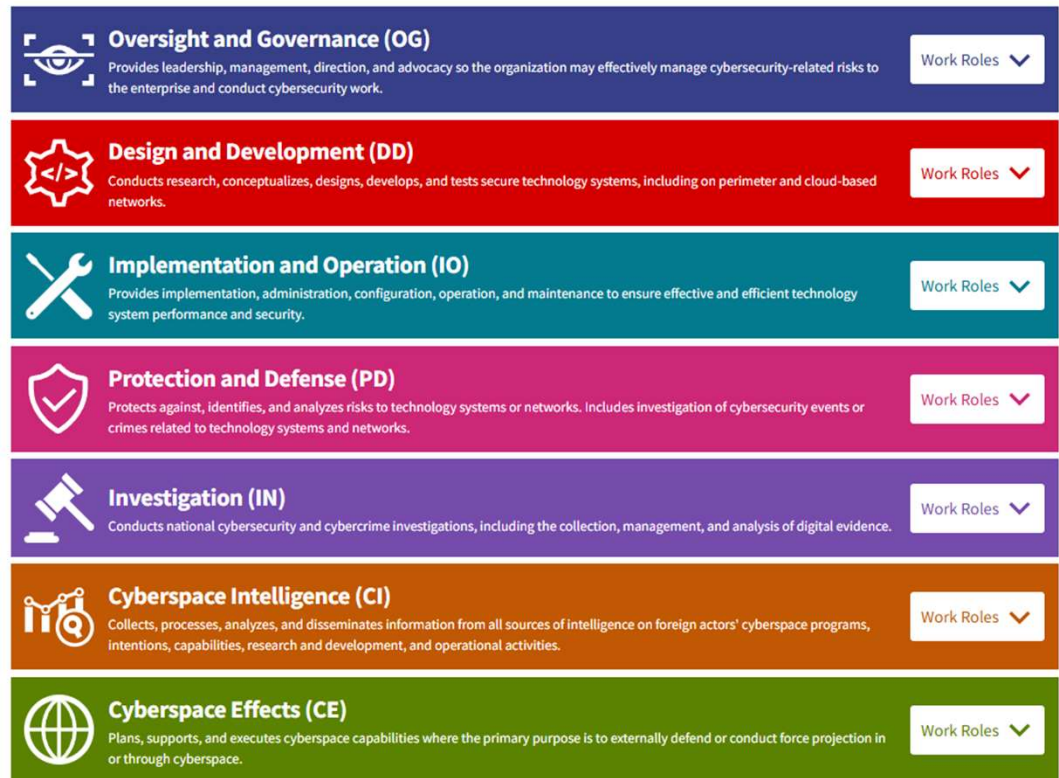 Oversight and Governance (OG)
Provides leadership, management, direction, and advocacy so the organization may effectively manage cybersecurity-related risks to
the enterprise and conduct cybersecurity work.
Work Roles
Design and Development (DD)
Conducts research, conceptualizes, designs, develops, and tests secure technology systems, including on perimeter and cloud-based
networks.
Work Roles
</>
Implementation and Operation (IO)
Provides implementation, administration, configuration, operation, and maintenance to ensure effective and efficient technology
system performance and security.
Work Roles
Protection and Defense (PD)
Protects against, identifies, and analyzes risks to technology systems or networks. Includes investigation of cybersecurity events or
crimes related to technology systems and networks.
Work Roles
Investigation (IN)
Conducts national cybersecurity and cybercrime investigations, including the collection, management, and analysis of digital evidence.
Work Roles
Cyberspace Intelligence (CI)
Collects, processes, analyzes, and disseminates information from all sources of intelligence on foreign actors' cyberspace programs,
intentions, capabilities, research and development, and operational activities.
Work Roles
Cyberspace Effects (CE)
Plans, supports, and executes cyberspace capabilities where the primary purpose is to externally defend or conduct force projection in
or through cyberspace.
Work Roles